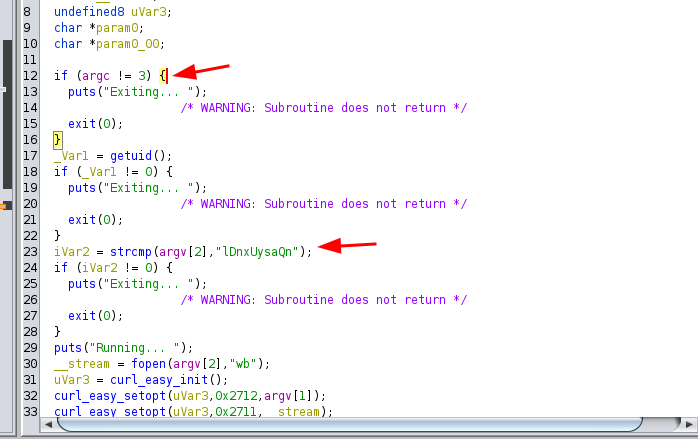 8 undefined8 uVar3;
9 char *param0;
10 char *param0_00;
11
12 if (argc != 3) {
13 puts("Exiting... ");
14 /* WARNING: Subroutine does not return */
15 exit(0);
16 }
17 _Var1 = getuid();
18 if (_Var1 != 0) {
19 puts("Exiting... ");
20 /* WARNING: Subroutine does not return */
21 exit(0);
22 }
23 iVar2 = strcmp(argv[2],"lDnxUysaQn");
24 if (iVar2 != 0) {
25 puts("Exiting... ");
26 /* WARNING: Subroutine does not return */
27 exit(0);
28 }
29 puts("Running... ");
30 __stream = fopen(argv[2],"wb");
31 uVar3 = curl_easy_init();
32 curl_easy_setopt(uVar3,0x2712,argv[1]);
33 curl_easy_setopt(uVar3,0x2711,__stream);